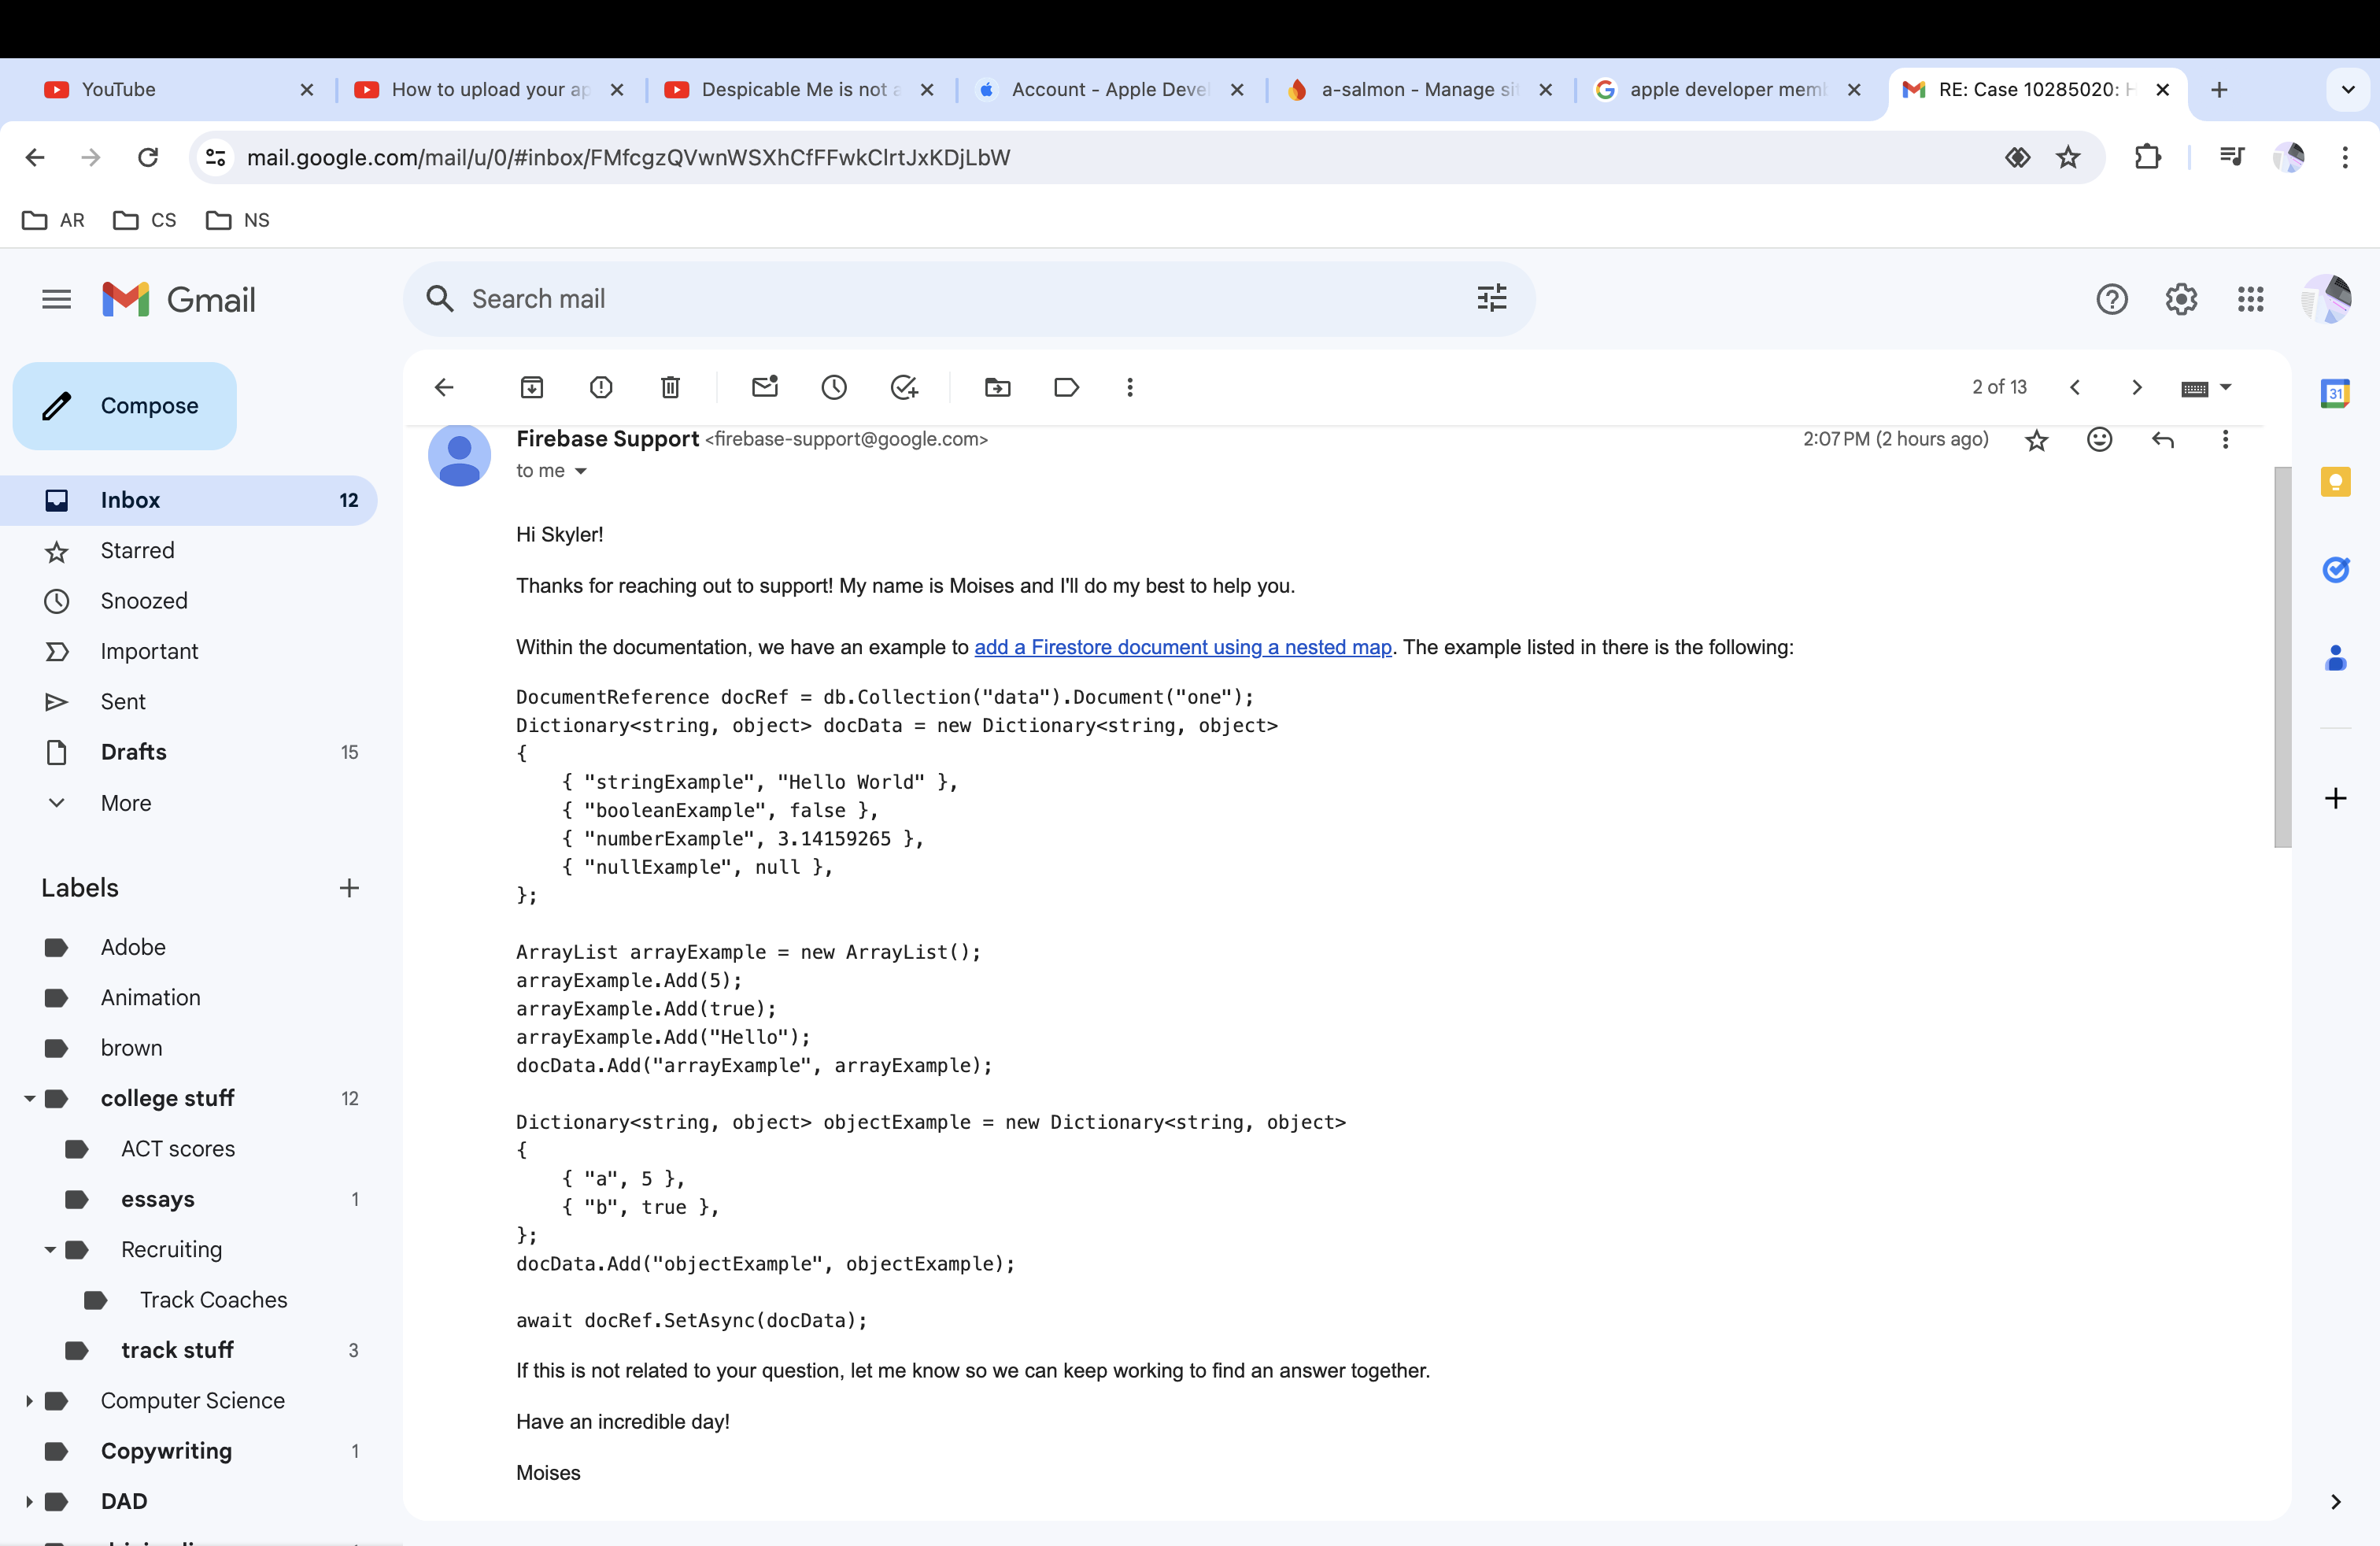 YouTube
How to upload your ap
Despicable Me is not a
Account - Apple Devel
a-salmon - Manage sit
apple developer memb
RE: Case 10285020: H
mail.google.com/mail/u/0/#inbox/FMfcgzQVwnWSXhCfFFwkClrtJxKDjLbW
AR
CS
NS
Gmail
Search mail
Compose
Inbox 12
Starred
Snoozed
Important
Sent
Drafts 15
More
Labels
Adobe
Animation
brown
college stuff 12
ACT scores
essays 1
Recruiting
Track Coaches
track stuff 3
Computer Science
Copywriting 1
DAD
2 of 13
Firebase Support <firebase-support@google.com>
2:07 PM (2 hours ago)
to me
Hi Skyler!
Thanks for reaching out to support! My name is Moises and I'll do my best to help you.
Within the documentation, we have an example to add a Firestore document using a nested map. The example listed in there is the following:
DocumentReference docRef = db.Collection("data").Document("one");
Dictionary<string, object> docData = new Dictionary<string, object>
{
{ "stringExample", "Hello World" },
{ "booleanExample", false },
{ "numberExample", 3.14159265 },
{ "nullExample", null },
};
ArrayList arrayExample = new ArrayList();
arrayExample.Add(5);
arrayExample.Add(true);
arrayExample.Add("Hello");
docData.Add("arrayExample", arrayExample);
Dictionary<string, object> objectExample = new Dictionary<string, object>
{
{ "a", 5 },
{ "b", true },
};
docData.Add("objectExample", objectExample);
await docRef.SetAsync(docData);
If this is not related to your question, let me know so we can keep working to find an answer together.
Have an incredible day!
Moises
31